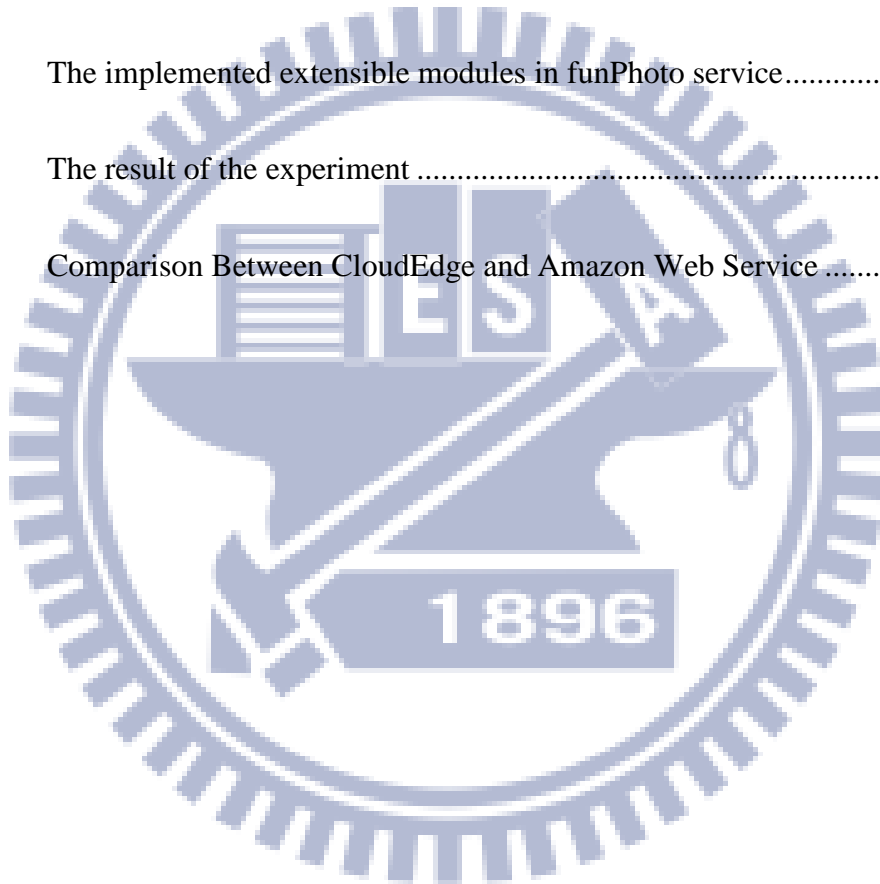 The implemented extensible modules in funPhoto service............
The result of the experiment ............................................................
Comparison Between CloudEdge and Amazon Web Service .......
E S A
1896